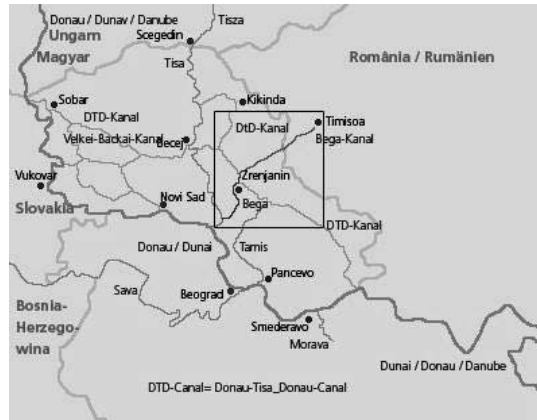 Donau / Dunav / Danube
Tisza
Ungarn
Scegedin
Magyar
Tisa
România / Rumänien
Sobar
Kikinda
DTD-Kanal
DtD-Kanal
Timisoa
Velkei-Backai-Kanal
Becej
Bega-Kanal
Vukovar
Zrenjanin
Novi Sad
Bega
Slovakia
DTD-Kanal
Donau / Dunai
Tarnis
Pancevo
Sava
Beograd
Bosnia-
Herzego-
wina
Smederavo
Morava
Dunai / Donau / Danube
DTD-Canal= Donau-Tisa_Donau-Canal